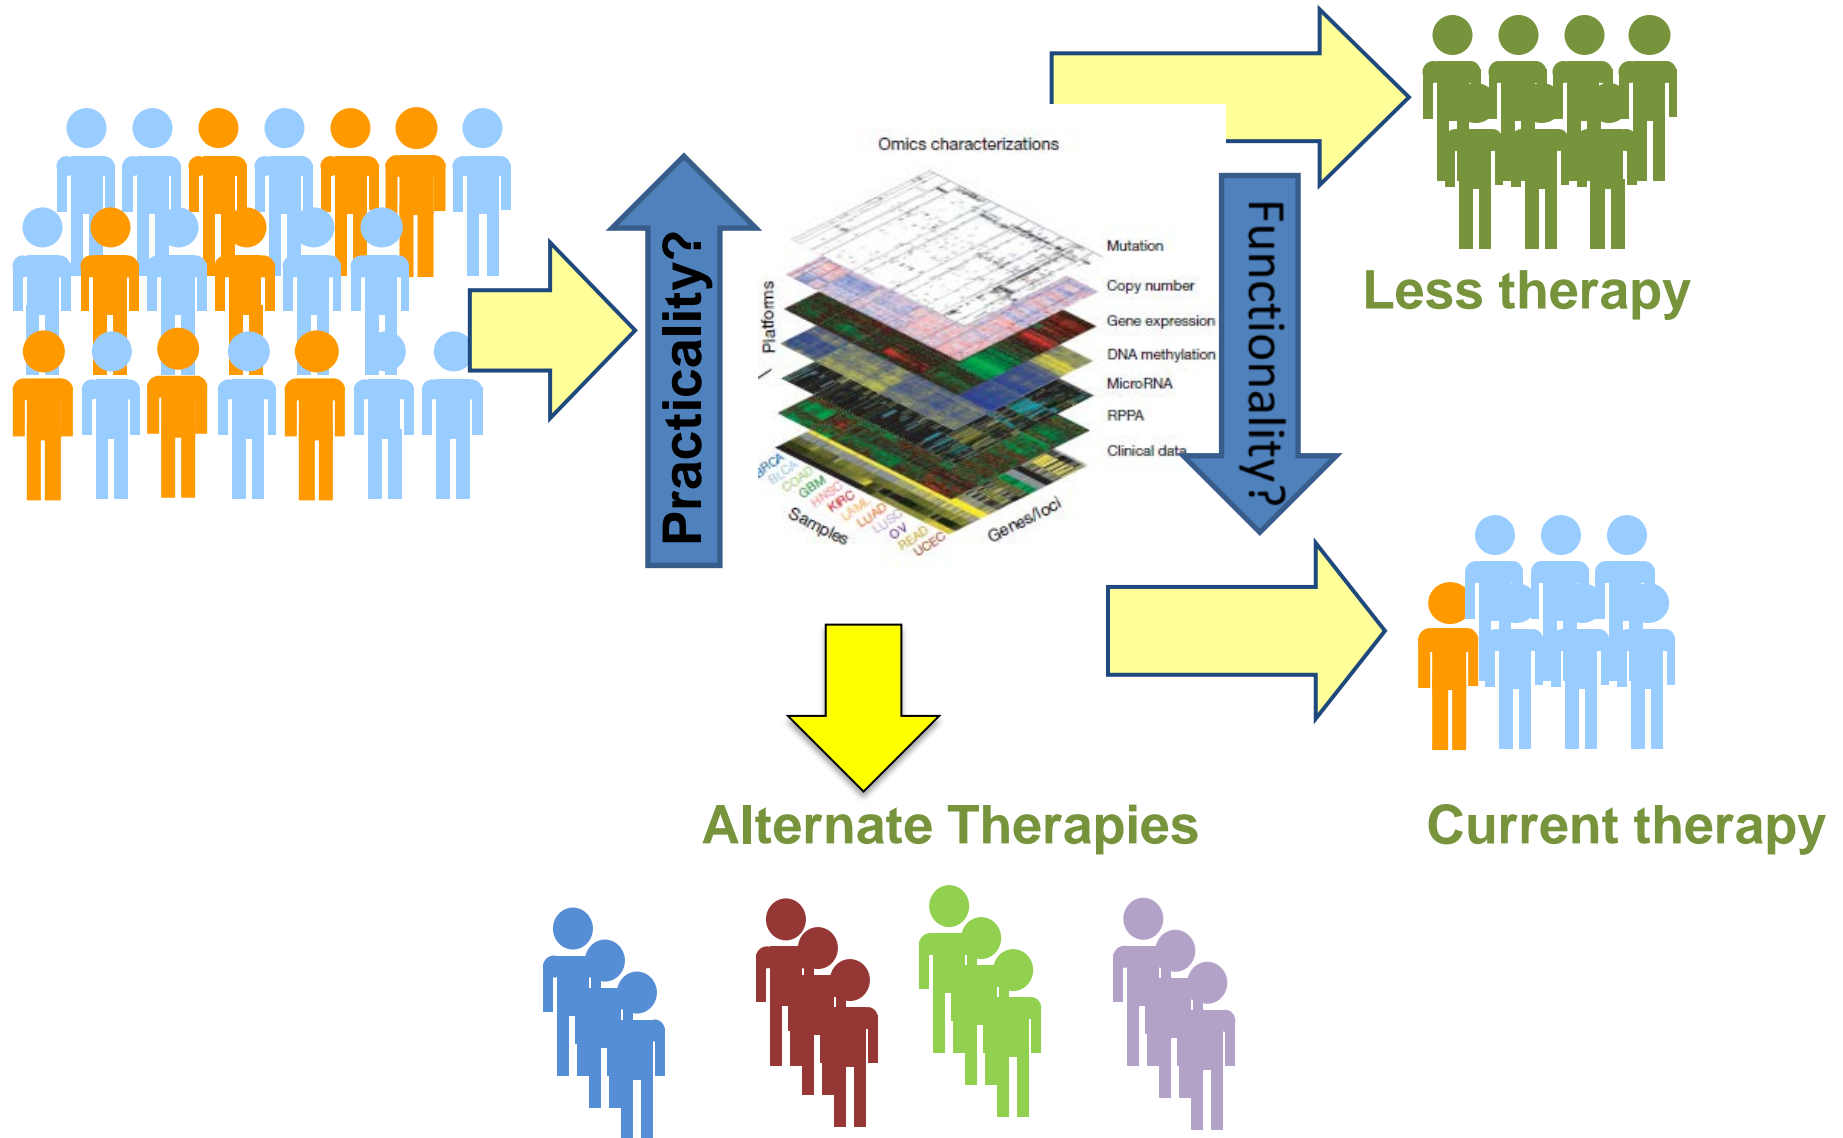 Omics characterizations
Practicality?
Platforms
Mutation
Copy number
Gene expression
DNA methylation
MicroRNA
RPPA
Clinical data
Functionality?
BRCA
BLCA
COAD
GBM
HNSC
KIRC
LAML
LUAD
LUSC
OV
READ
UCEC
Samples
Genes/loci
Less therapy
Alternate Therapies
Current therapy